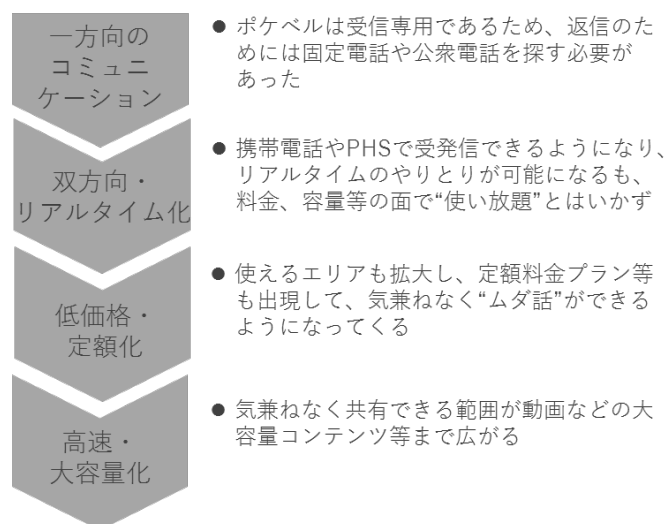 一方向の
コミュニ
ケーション
● ポケベルは受信専用であるため、返信のた
めには固定電話や公衆電話を探す必要が
あった
双方向・
リアルタイム化
● 携帯電話やPHSで受発信できるようになり、
リアルタイムのやりとりが可能になるも、
料金、容量等の面で“使い放題”とはいかず
低価格・
定額化
● 使えるエリアも拡大し、定額料金プラン等
も出現して、気兼ねなく“ムダ話”ができる
ようになってくる
高速・
大容量化
● 気兼ねなく共有できる範囲が動画などの大
容量コンテンツ等まで広がる